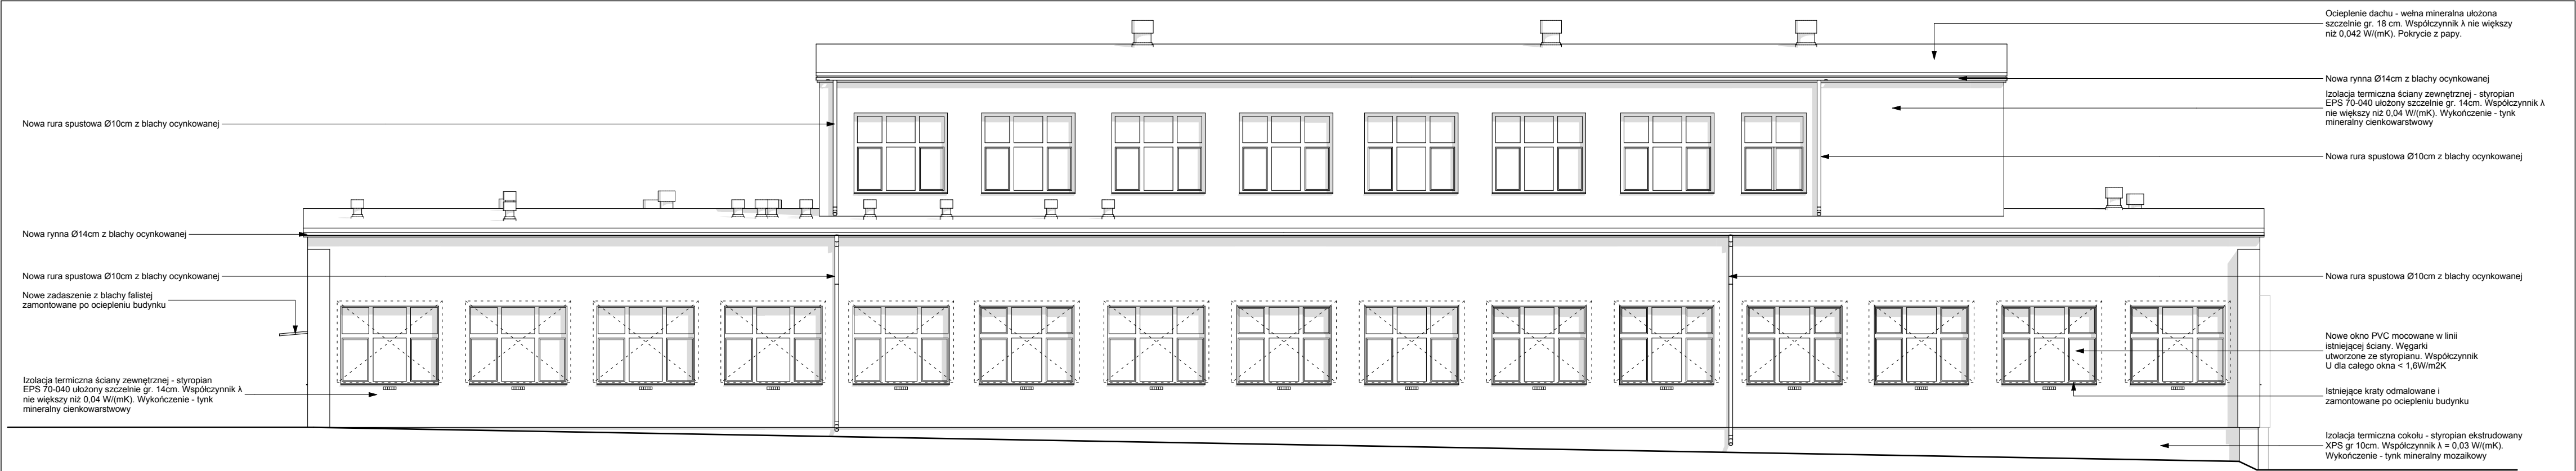 Nowa rura spustowa Ø10cm z blachy ocynkowanej
Nowa rynna Ø14cm z blachy ocynkowanej
Nowa rura spustowa Ø10cm z blachy ocynkowanej
Nowe zadaszenie z blachy falistej
zamontowane po ociepleniu budynku
Izolacja termiczna ściany zewnętrznej - styropian
EPS 70-040 ułożony szczelnie gr. 14cm. Współczynnik λ
nie większy niż 0,04 W/(mK). Wykończenie - tynk
mineralny cienkowarstwowy
Ocieplenie dachu - wełna mineralna ułożona
szczelnie gr. 18 cm. Współczynnik λ nie większy
niż 0,042 W/(mK). Pokrycie z papy.
Nowa rynna Ø14cm z blachy ocynkowanej
Izolacja termiczna ściany zewnętrznej - styropian
EPS 70-040 ułożony szczelnie gr. 14cm. Współczynnik λ
nie większy niż 0,04 W/(mK). Wykończenie - tynk
mineralny cienkowarstwowy
Nowa rura spustowa Ø10cm z blachy ocynkowanej
Nowa rura spustowa Ø10cm z blachy ocynkowanej
Nowe okno PVC mocowane w linii
istniejącej ściany. Węgarki
utworzone ze styropianu. Współczynnik
U dla całego okna < 1,6W/m2K
Istniejące kraty odmalowane i
zamontowane po ociepleniu budynku
Izolacja termiczna cokołu - styropian ekstrudowany
XPS gr 10cm. Współczynnik λ = 0,03 W/(mK).
Wykończenie - tynk mineralny mozaikowy